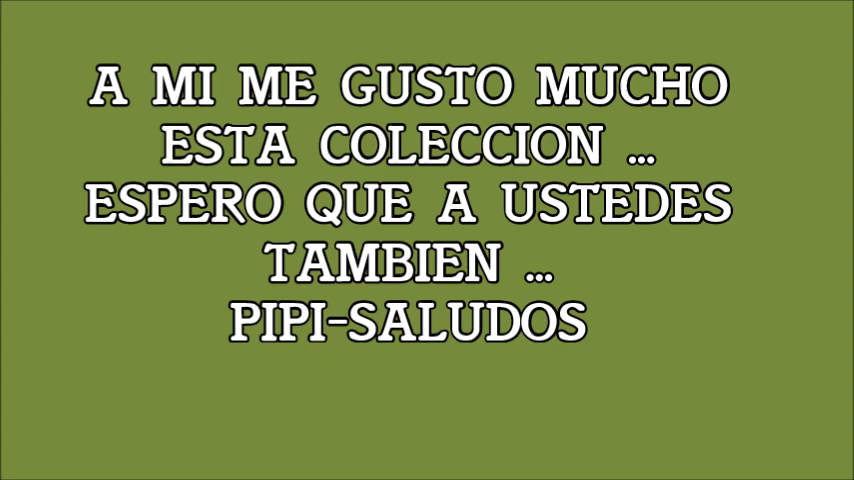 A MI ME GUSTO MUCHO
ESTA COLECCION ...
ESPERO QUE A USTEDES
TAMBIEN ...
PIPI-SALUDOS